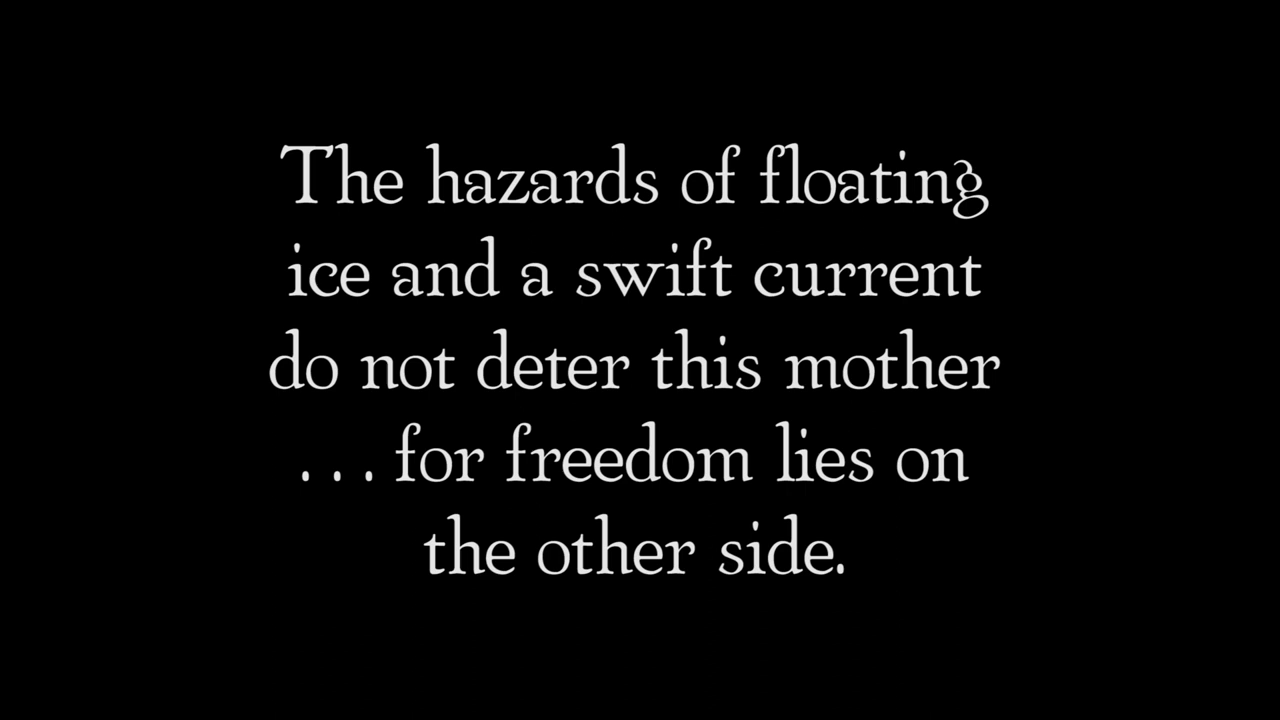 The hazards of floating
ice and a swift current
do not deter this mother
. . . for freedom lies on
the other side.